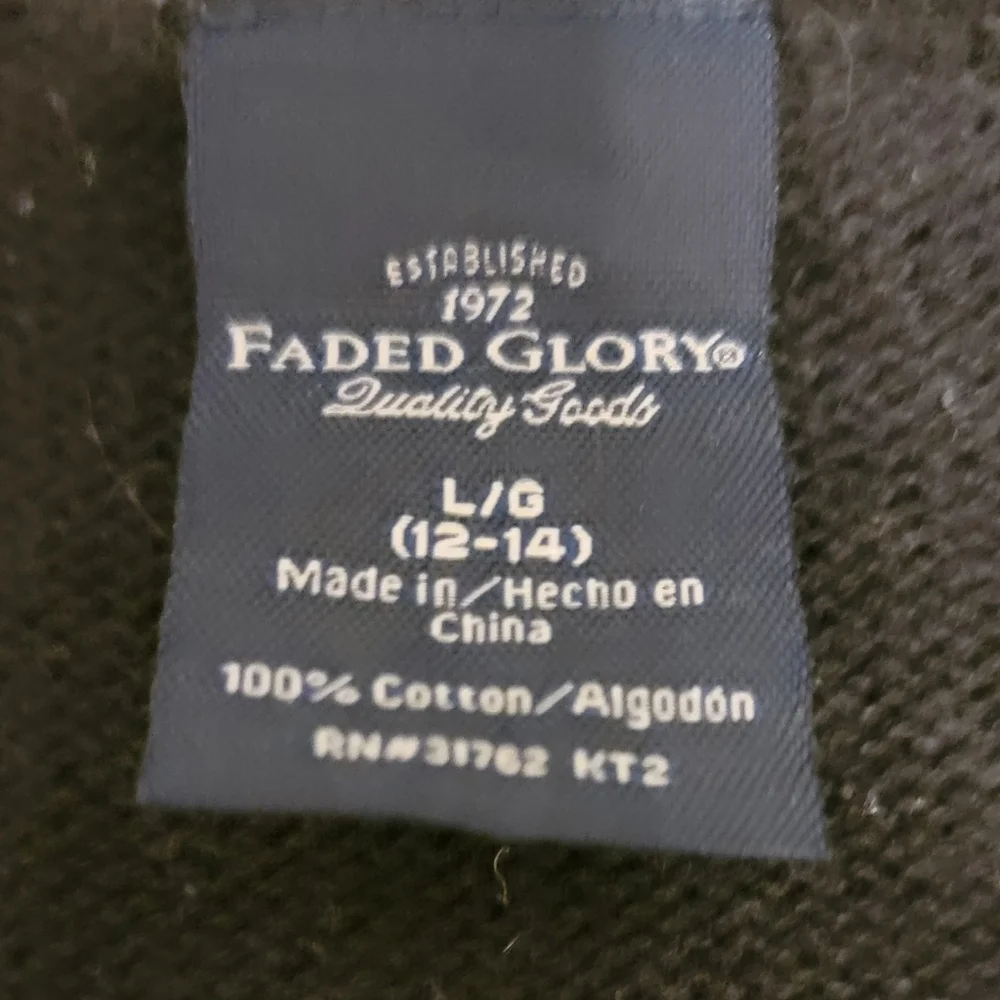 ESTABLISHED
1972
FADED GLORY®
Quality Goods
L/G
(12-14)
Made in/Hecho en
China
100% Cotton/Algodón
RN#31762 KT2